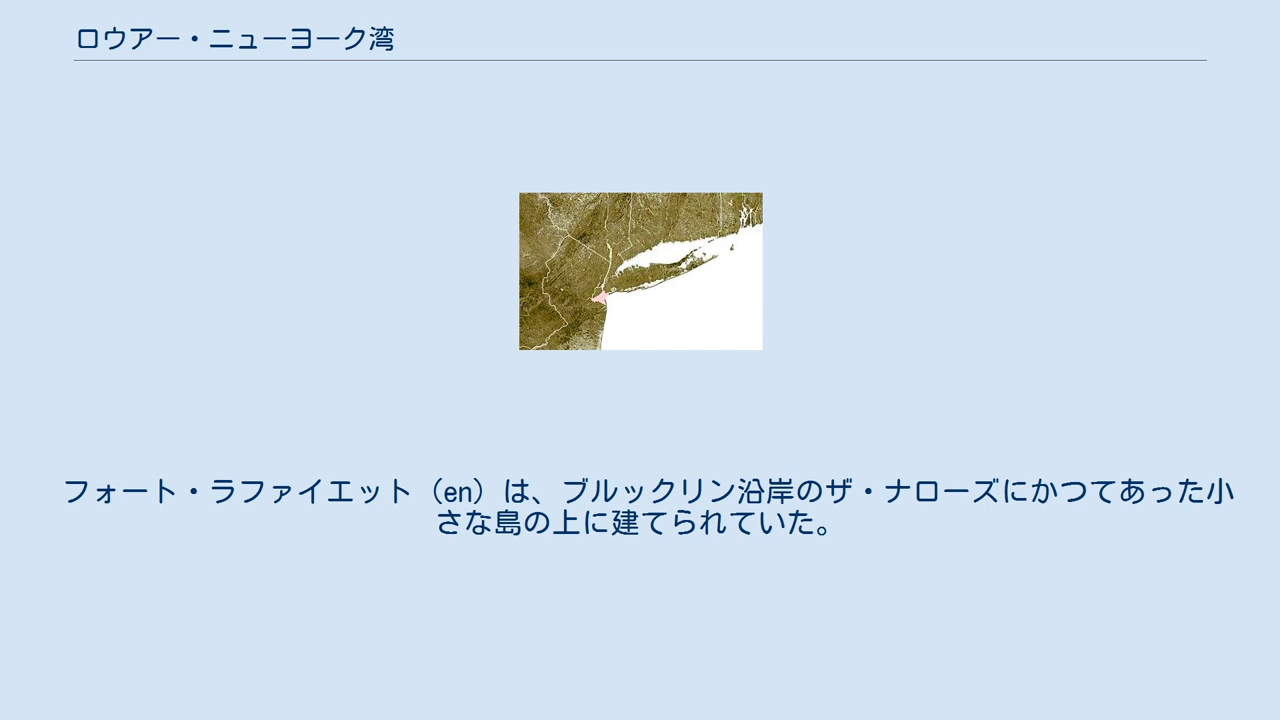 ロウアー・ニューヨーク湾
フォート・ラファイエット（en）は、ブルックリン沿岸のザ・ナローズにかつてあった小
さな島の上に建てられていた。